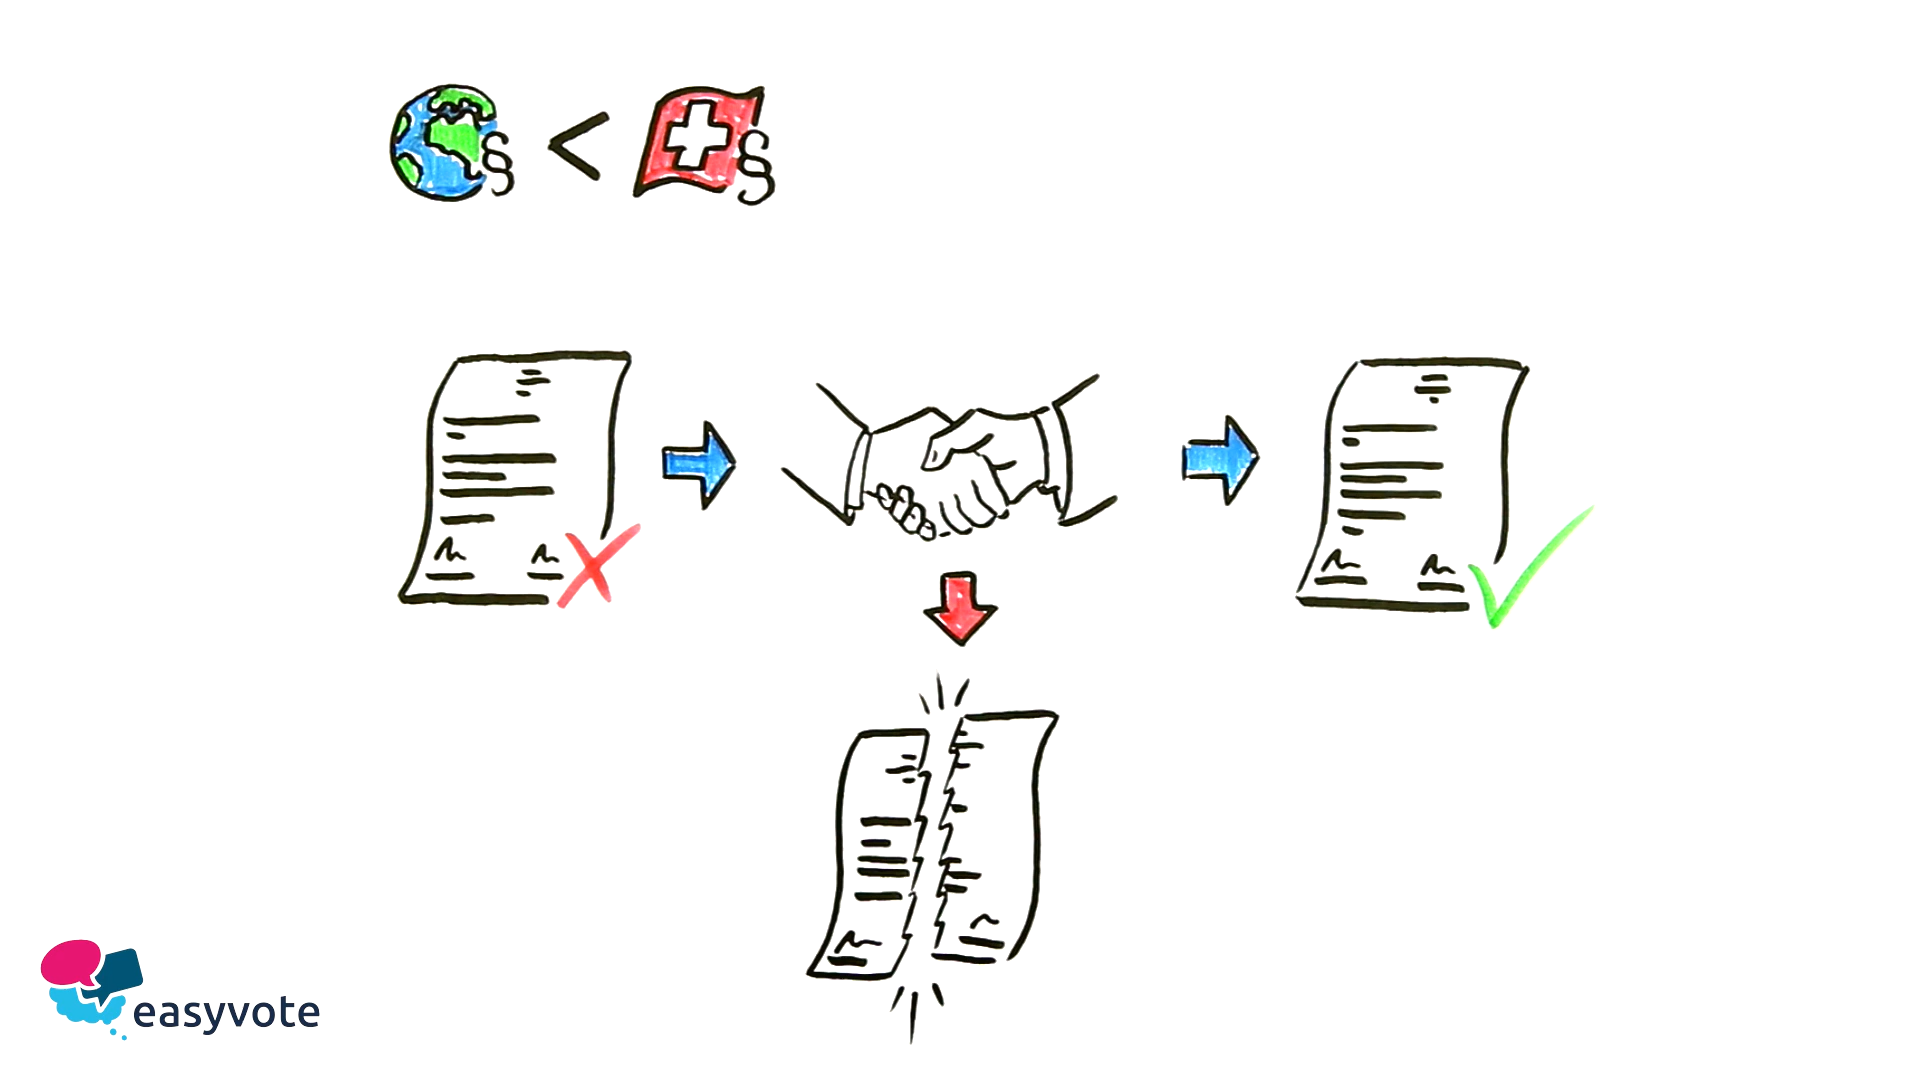 § < §
easyvote